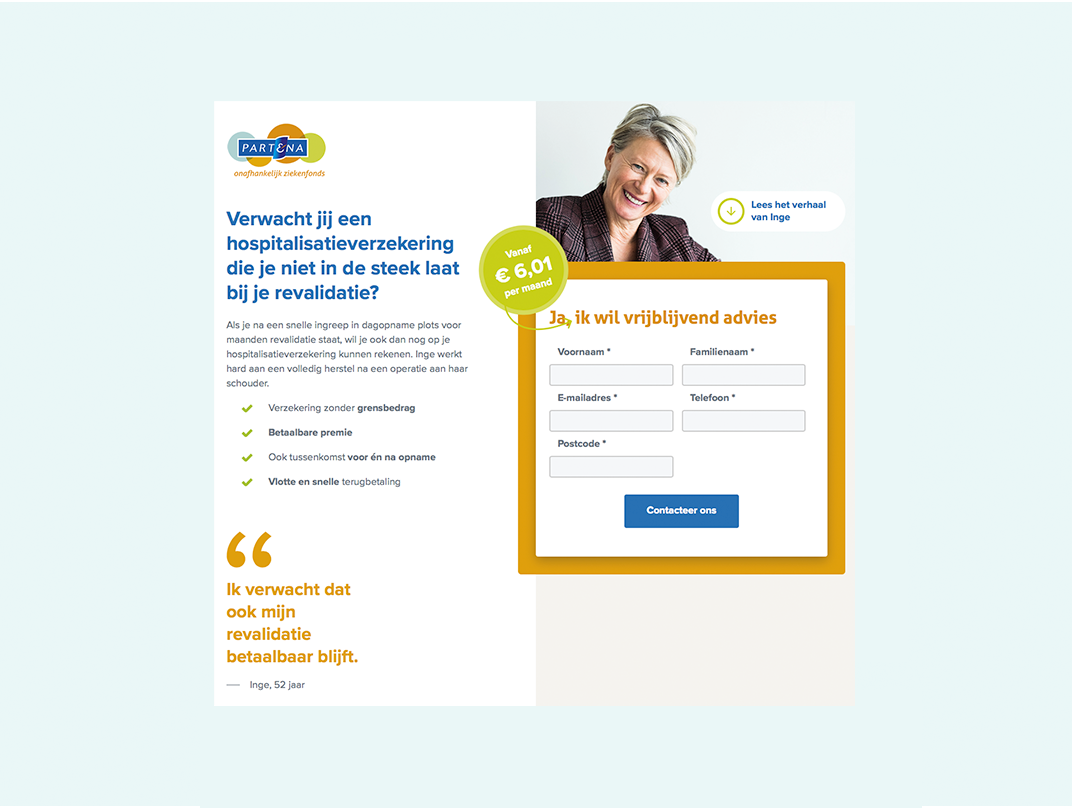 PARTENA
onafhankelijk ziekenfonds
Verwacht jij een
hospitalisatieverzekering
die je niet in de steek laat
bij je revalidatie?
Als je na een snelle ingreep in dagopname plots voor
maanden revalidatie staat, wil je ook dan nog op je
hospitalisatieverzekering kunnen rekenen. Inge werkt
hard aan een volledig herstel na een operatie aan haar
schouder.
Verzekering zonder grensbedrag
Betaalbare premie
Ook tussenkomst voor én na opname
Vlotte en snelle terugbetaling
Ik verwacht dat
ook mijn
revalidatie
betaalbaar blijft.
— Inge, 52 jaar
Lees het verhaal
van Inge
Vanaf
€ 6,01
per maand
Ja, ik wil vrijblijvend advies
Voornaam *
Familienaam *
E-mailadres *
Telefoon *
Postcode *
Contacteer ons